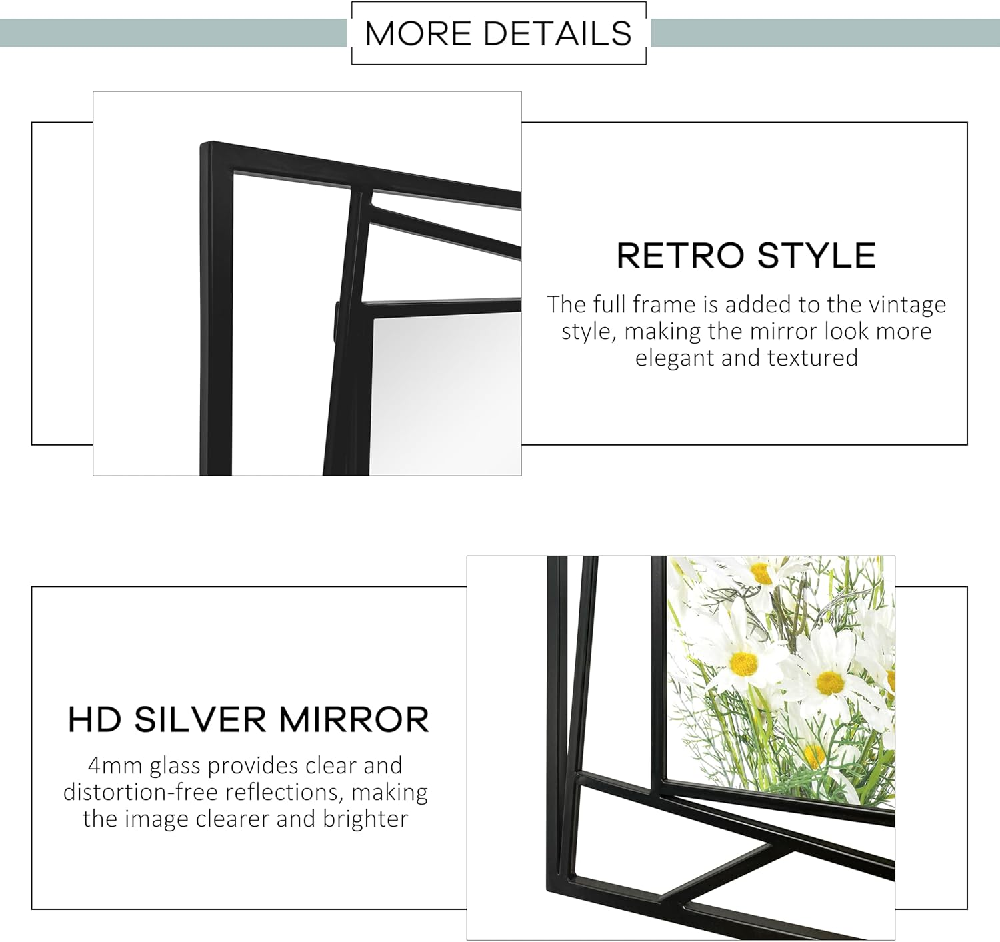 MORE DETAILS
RETRO STYLE
The full frame is added to the vintage
style, making the mirror look more
elegant and textured
HD SILVER MIRROR
4mm glass provides clear and
distortion-free reflections, making
the image clearer and brighter